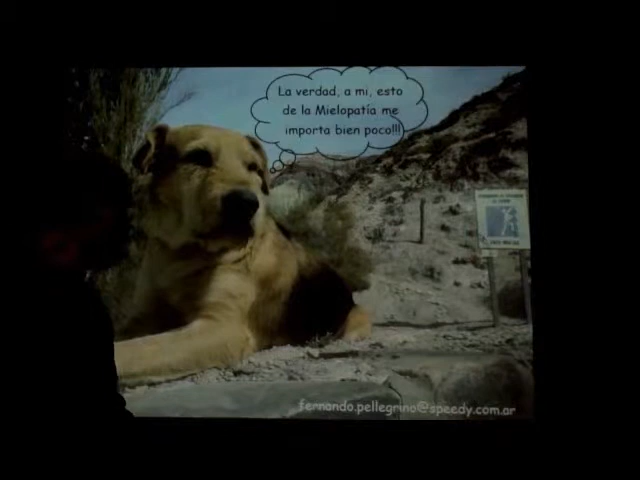 La verdad, a mi, esto
de la Mielopatía me
importa bien poco!!!
fernando.pellegrino@speedy.com.ar